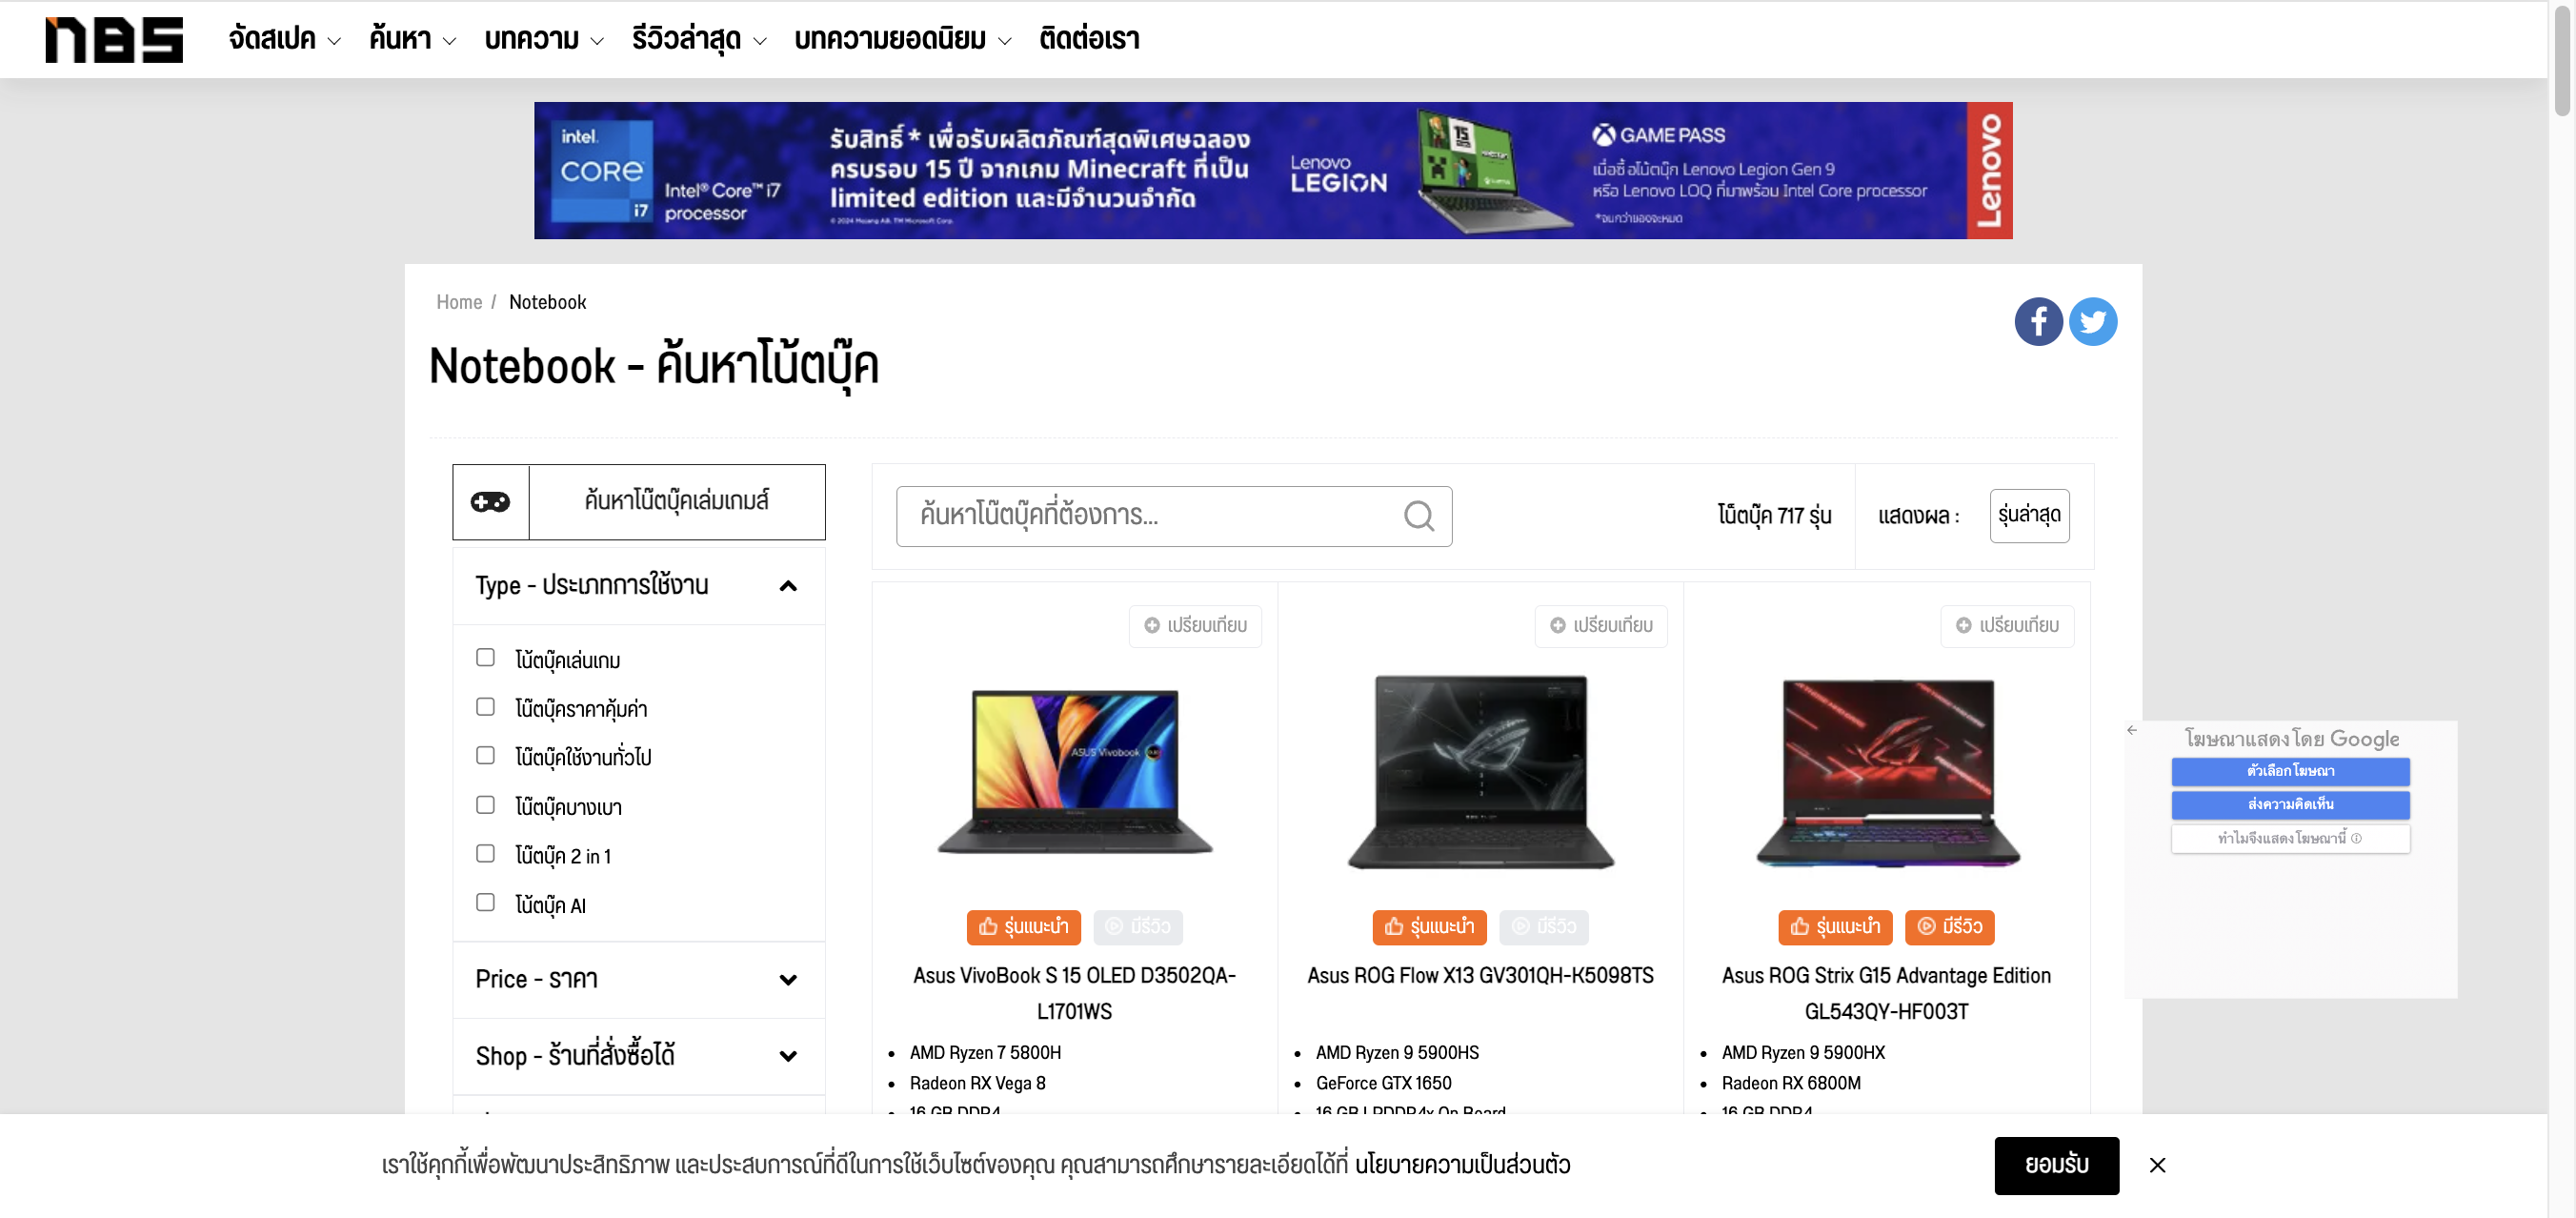 nbs
จัดสเปค ค้นหา บทความ รีวิวล่าสุด บทความยอดนิยม ติดต่อเรา
intel.
CORE
i7
Intel® Core™ i7
processor
รับสิทธิ์ * เพื่อรับผลิตภัณฑ์สุดพิเศษฉลอง
ครบรอบ 15 ปี จากเกม Minecraft ที่เป็น
limited edition และมีจำนวนจำกัด
Lenovo
LEGION
15
GAME PASS
เมื่อซื้อโน้ตบุ๊ก Lenovo Legion Gen 9
หรือ Lenovo LOQ ที่มาพร้อม Intel Core processor
*จนกว่าของจะหมด
Lenovo
Home / Notebook
Notebook - ค้นหาโน้ตบุ๊ค
ค้นหาโน๊ตบุ๊คเล่มเกมส์
Type - ประเภทการใช้งาน
โน้ตบุ๊คเล่นเกม
โน๊ตบุ๊คราคาคุ้มค่า
โน๊ตบุ๊คใช้งานทั่วไป
โน๊ตบุ๊คบางเบา
โน๊ตบุ๊ค 2 in 1
โน้ตบุ๊ค AI
Price - ราคา
Shop - ร้านที่สั่งซื้อได้
ค้นหาโน๊ตบุ๊คที่ต้องการ...
โน็ตบุ๊ค 717 รุ่น
แสดงผล :
รุ่นล่าสุด
เปรียบเทียบ
ASUS Vivobook
รุ่นแนะนำ มีรีวิว
Asus VivoBook S 15 OLED D3502QA-
L1701WS
AMD Ryzen 7 5800H
Radeon RX Vega 8
16 GB DDR4
เปรียบเทียบ
รุ่นแนะนำ มีรีวิว
Asus ROG Flow X13 GV301QH-K5098TS
AMD Ryzen 9 5900HS
GeForce GTX 1650
16 GB LPDDR4x On Board
เปรียบเทียบ
รุ่นแนะนำ มีรีวิว
Asus ROG Strix G15 Advantage Edition
GL543QY-HF003T
AMD Ryzen 9 5900HX
Radeon RX 6800M
16 GB DDR4
โฆษณาแสดงโดย Google
ตัวเลือกโฆษณา
ส่งความคิดเห็น
ทำไมจึงแสดงโฆษณานี้
เราใช้คุกกี้เพื่อพัฒนาประสิทธิภาพ และประสบการณ์ที่ดีในการใช้เว็บไซต์ของคุณ คุณสามารถศึกษารายละเอียดได้ที่ นโยบายความเป็นส่วนตัว
ยอมรับ